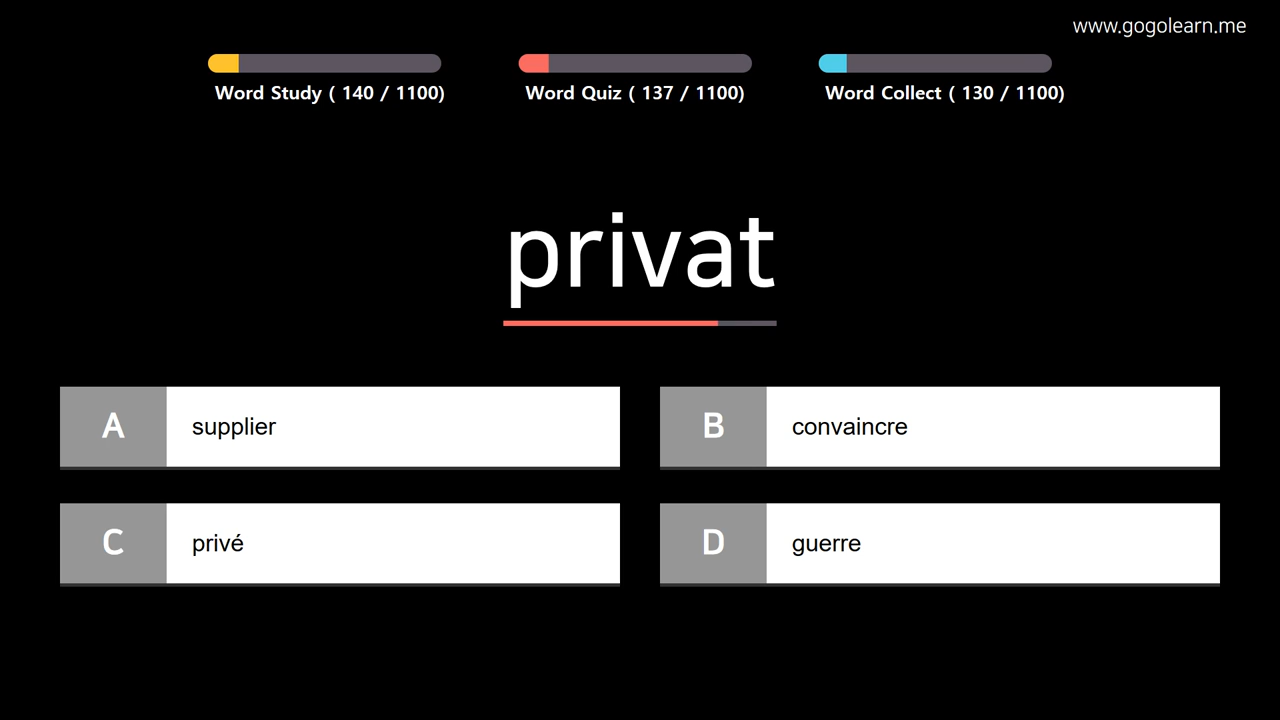 www.gogolearn.me
Word Study ( 140 / 1100)
Word Quiz ( 137 / 1100)
Word Collect ( 130 / 1100)
privat
A supplier
B convaincre
C privé
D guerre